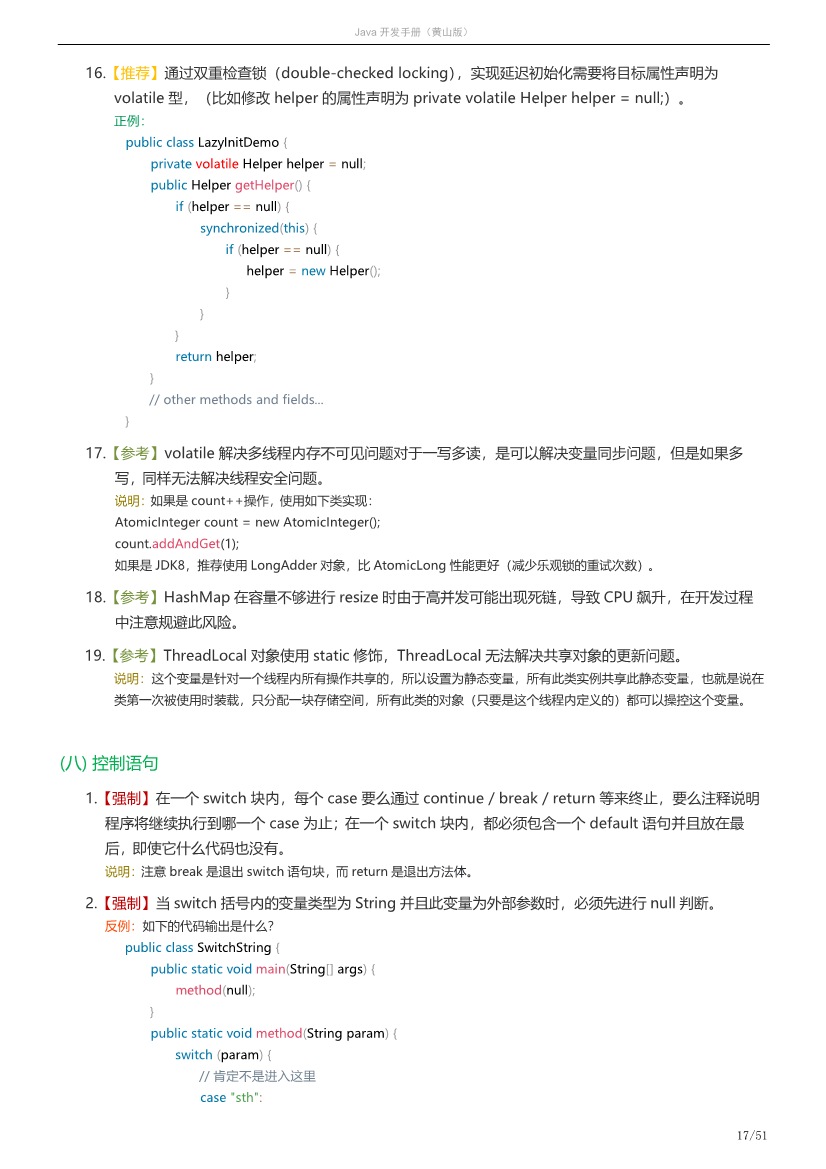 Java 开发手册（黄山版）
16.【推荐】通过双重检查锁（double-checked locking），实现延迟初始化需要将目标属性声明为
volatile 型，（比如修改 helper 的属性声明为 private volatile Helper helper = null;）。
正例：
public class LazyInitDemo {
private volatile Helper helper = null;
public Helper getHelper() {
if (helper == null) {
synchronized(this) {
if (helper == null) {
helper = new Helper();
}
}
}
return helper;
}
// other methods and fields...
}
17.【参考】volatile 解决多线程内存不可见问题对于一写多读，是可以解决变量同步问题，但是如果多
写，同样无法解决线程安全问题。
说明：如果是 count++操作，使用如下类实现：
AtomicInteger count = new AtomicInteger();
count.addAndGet(1);
如果是 JDK8，推荐使用 LongAdder 对象，比 AtomicLong 性能更好（减少乐观锁的重试次数）。
18.【参考】HashMap 在容量不够进行 resize 时由于高并发可能出现死链，导致 CPU 飙升，在开发过程
中注意规避此风险。
19.【参考】ThreadLocal 对象使用 static 修饰，ThreadLocal 无法解决共享对象的更新问题。
说明：这个变量是针对一个线程内所有操作共享的，所以设置为静态变量，所有此类实例共享此静态变量，也就是说在
类第一次被使用时装载，只分配一块存储空间，所有此类的对象（只要是这个线程内定义的）都可以操控这个变量。
(八) 控制语句
1.【强制】在一个 switch 块内，每个 case 要么通过 continue / break / return 等来终止，要么注释说明
程序将继续执行到哪一个 case 为止；在一个 switch 块内，都必须包含一个 default 语句并且放在最
后，即使它什么代码也没有。
说明：注意 break 是退出 switch 语句块，而 return 是退出方法体。
2.【强制】当 switch 括号内的变量类型为 String 并且此变量为外部参数时，必须先进行 null 判断。
反例：如下的代码输出是什么？
public class SwitchString {
public static void main(String[] args) {
method(null);
}
public static void method(String param) {
switch (param) {
// 肯定不是进入这里
case "sth":
17/51